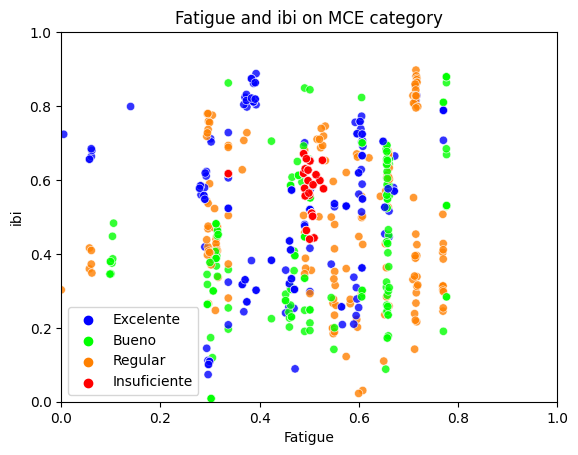 Fatigue and ibi on MCE category
1.0
0.8
0.6
0.4
0.2
0.0
ibi
Excelente
Bueno
Regular
Insuficiente
0.0 0.2 0.4 0.6 0.8 1.0
Fatigue